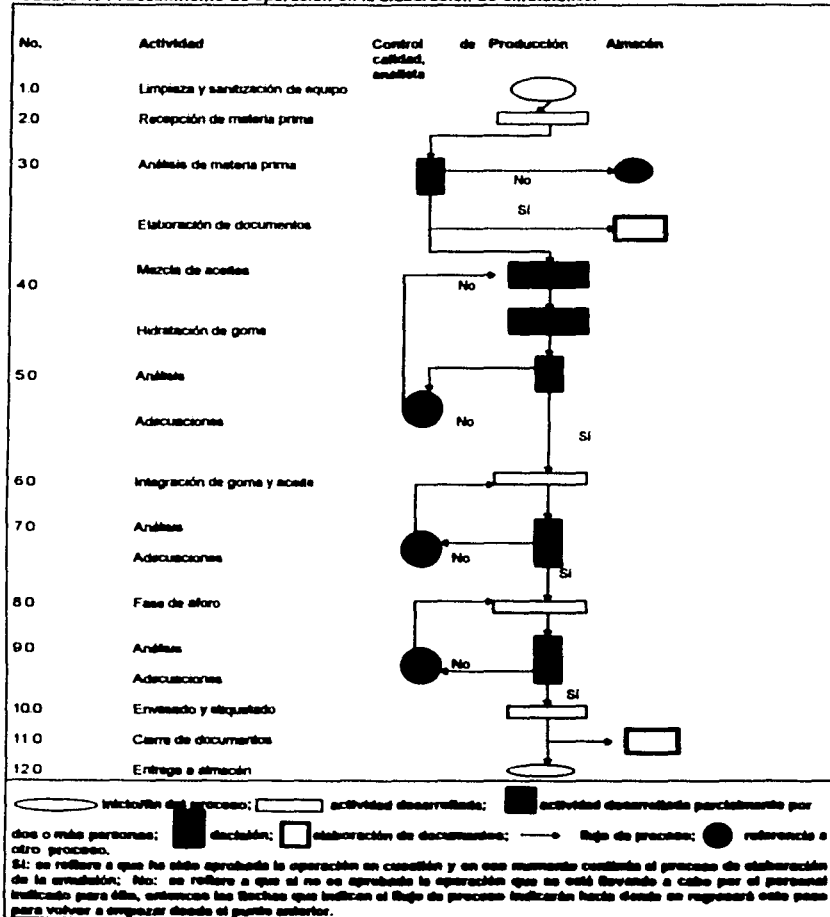 No. Actividad Control de Producción Almacén
calidad,
analista
1.0 Limpieza y sanitización de equipo
2.0 Recepción de materia prima
3.0 Análisis de materia prima
No
Sí
Elaboración de documentos
Mezcla de aceites
4.0 No
Hidratación de goma
5.0 Análisis
Adecuaciones No
Sí
6.0 Integración de goma y aceite
7.0 Análisis
Adecuaciones No
Sí
8.0 Fase de aforo
9.0 Análisis
No
Adecuaciones
Sí
10.0 Envasado y etiquetado
11.0 Cierre de documentos
12.0 Entrega a almacén
inicio/fin del proceso; actividad desarrollada; actividad desarrollada parcialmente por
dos o más personas; decisión; elaboración de documentos; flujo de proceso; referencia a
otro proceso.
Sí: se refiere a que ha sido aprobada la operación en cuestión y en ese momento continúa el proceso de elaboración
de la emulsión; No: se refiere a que si no es aprobada la operación que se está llevando a cabo por el personal
indicado para ello, entonces las flechas que indican el flujo de proceso indicarán hacia donde se regresará este paso
para volver a empezar desde el punto anterior.